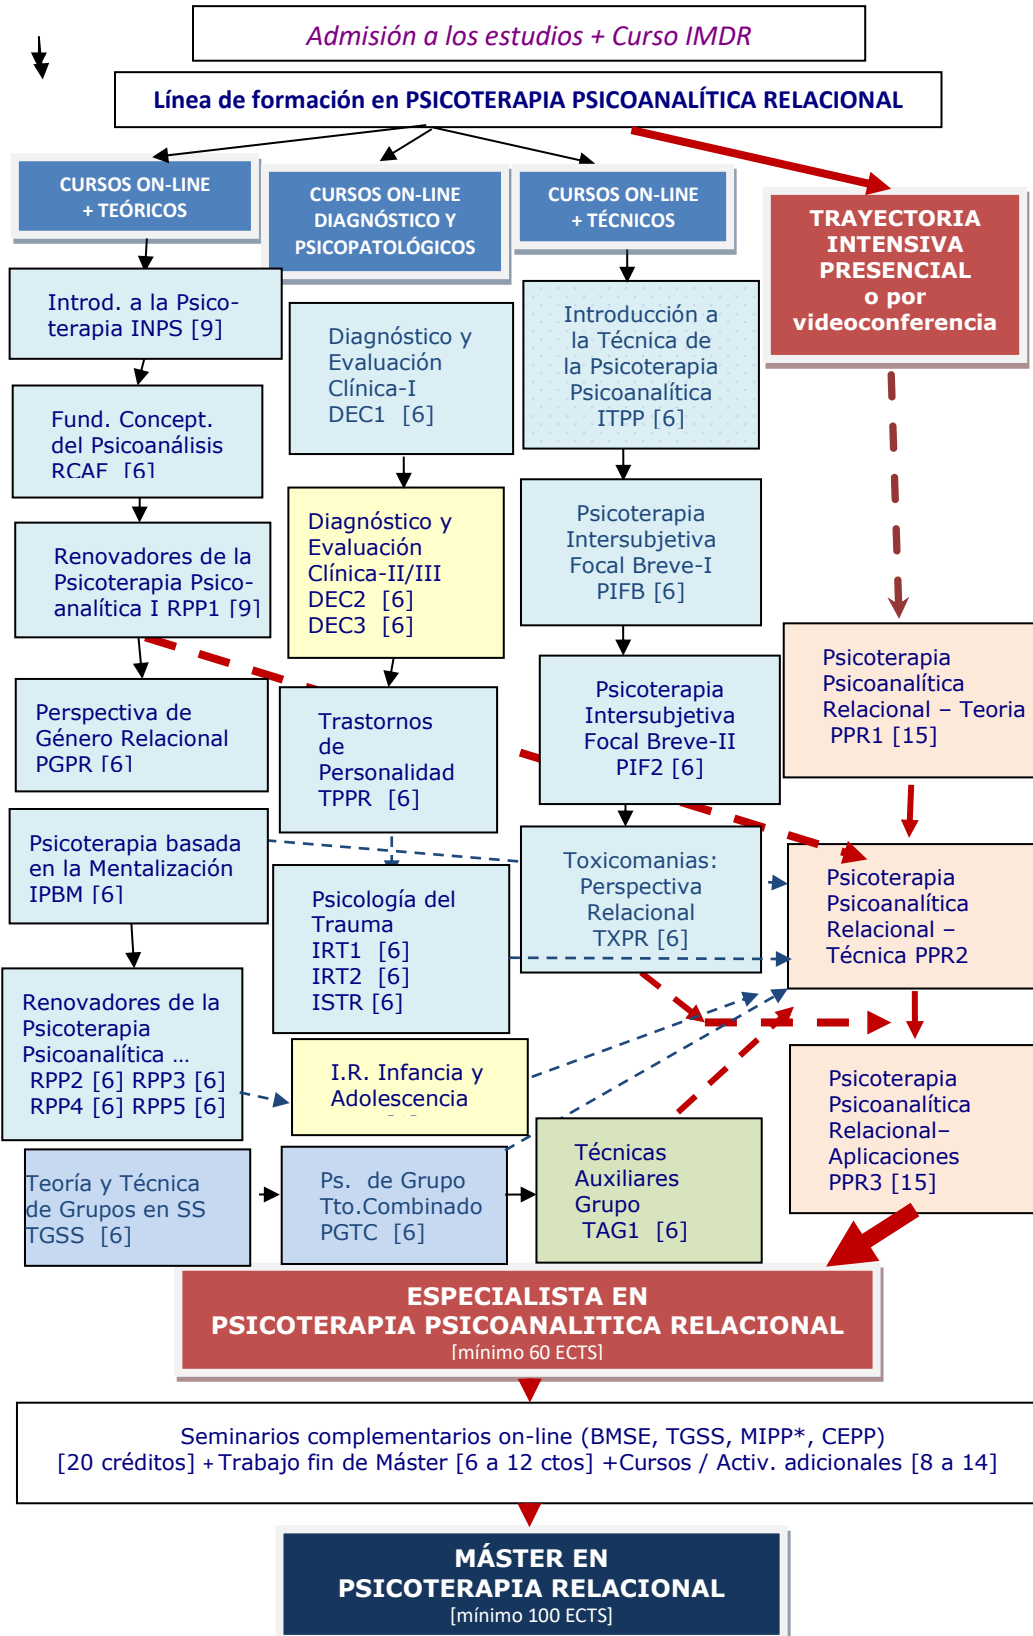 Admisión a los estudios + Curso IMDR
Línea de formación en PSICOTERAPIA PSICOANALÍTICA RELACIONAL
CURSOS ON-LINE
+ TEÓRICOS
CURSOS ON-LINE
DIAGNÓSTICO Y
PSICOPATOLÓGICOS
CURSOS ON-LINE
+ TÉCNICOS
TRAYECTORIA
INTENSIVA
PRESENCIAL
o por
videoconferencia
Introd. a la Psico-
terapia INPS [9]
Fund. Concept.
del Psicoanálisis
RCAF [6]
Renovadores de la
Psicoterapia Psico-
analítica I RPP1 [9]
Perspectiva de
Género Relacional
PGPR [6]
Psicoterapia basada
en la Mentalización
IPBM [6]
Renovadores de la
Psicoterapia
Psicoanalítica ...
RPP2 [6] RPP3 [6]
RPP4 [6] RPP5 [6]
Teoría y Técnica
de Grupos en SS
TGSS [6]
Diagnóstico y
Evaluación
Clínica-I
DEC1 [6]
Diagnóstico y
Evaluación
Clínica-II/III
DEC2 [6]
DEC3 [6]
Trastornos
de
Personalidad
TPPR [6]
Psicología del
Trauma
IRT1 [6]
IRT2 [6]
ISTR [6]
I.R. Infancia y
Adolescencia
Ps. de Grupo
Tto.Combinado
PGTC [6]
Introducción a
la Técnica de
la Psicoterapia
Psicoanalítica
ITPP [6]
Psicoterapia
Intersubjetiva
Focal Breve-I
PIFB [6]
Psicoterapia
Intersubjetiva
Focal Breve-II
PIF2 [6]
Toxicomanias:
Perspectiva
Relacional
TXPR [6]
Técnicas
Auxiliares
Grupo
TAG1 [6]
Psicoterapia
Psicoanalítica
Relacional – Teoria
PPR1 [15]
Psicoterapia
Psicoanalítica
Relacional –
Técnica PPR2
Psicoterapia
Psicoanalítica
Relacional–
Aplicaciones
PPR3 [15]
ESPECIALISTA EN
PSICOTERAPIA PSICOANALITICA RELACIONAL
[mínimo 60 ECTS]
Seminarios complementarios on-line (BMSE, TGSS, MIPP*, CEPP)
[20 créditos] + Trabajo fin de Máster [6 a 12 ctos] +Cursos / Activ. adicionales [8 a 14]
MÁSTER EN
PSICOTERAPIA RELACIONAL
[mínimo 100 ECTS]